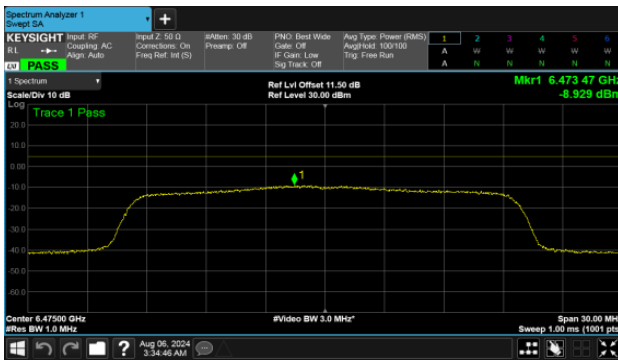 Spectrum Analyzer 1
Swept SA
+
KEYSIGHT Input: RF Input Z: 50 Ω #Atten: 30 dB PNO: Best Wide Avg Type: Power (RMS) 1 2 3 4 5 6
RL Coupling: AC Corrections: On Preamp: Off Gate: Off Avg|Hold: 100/100 A W W W W W
Align: Auto Freq Ref: Int (S) IF Gain: Low Trig: Free Run
LXI PASS Sig Track: Off A N N N N N
1 Spectrum Ref Lvl Offset 11.50 dB Mkr1 6.473 47 GHz
Scale/Div 10 dB Ref Level 30.00 dBm -8.929 dBm
Log Trace 1 Pass
20.0
10.0
0.00
1
-10.0
-20.0
-30.0
-40.0
-50.0
-60.0
Center 6.47500 GHz #Video BW 3.0 MHz* Span 30.00 MH
#Res BW 1.0 MHz Sweep 1.00 ms (1001 pts
? Aug 06, 2024
3:34:46 AM